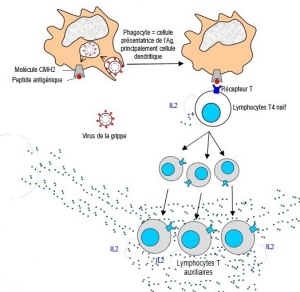 Phagocyte = cellule
présentatrice de l'Ag,
principalement cellule
dendritique
Molécule CMH2
Peptide antigénique
Récepteur T
IL2
Lymphocytes T4 naïf
Virus de la grippe
IL2
IL2
IL2
Lymphocytes T
auxiliaires